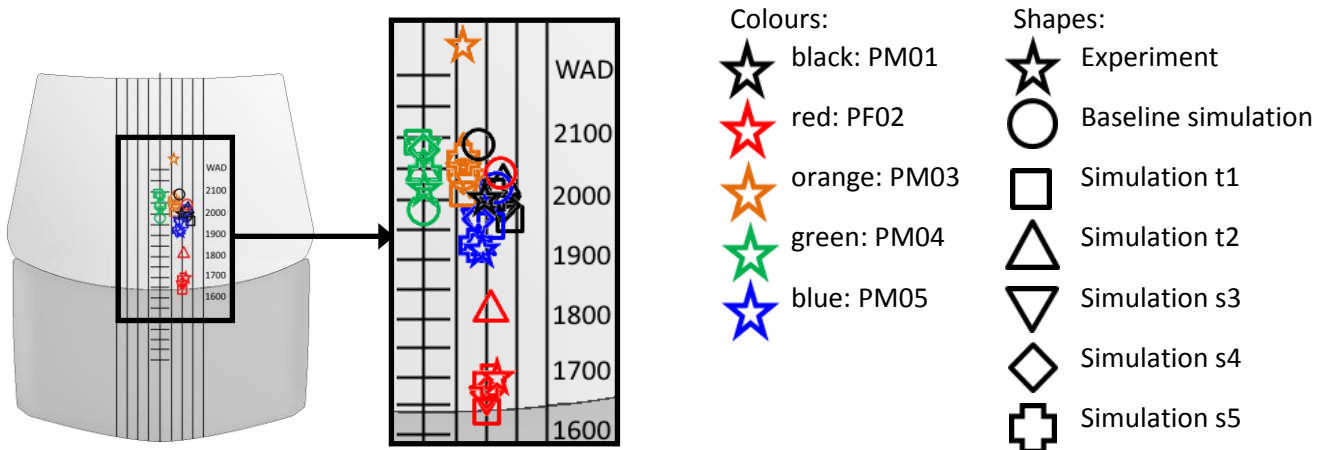 WAD
2100
2000
1900
1800
1700
1600
WAD
2100
2000
1900
1800
1700
1600
Colours:
black: PM01
red: PF02
orange: PM03
green: PM04
blue: PM05
Shapes:
Experiment
Baseline simulation
Simulation t1
Simulation t2
Simulation s3
Simulation s4
Simulation s5